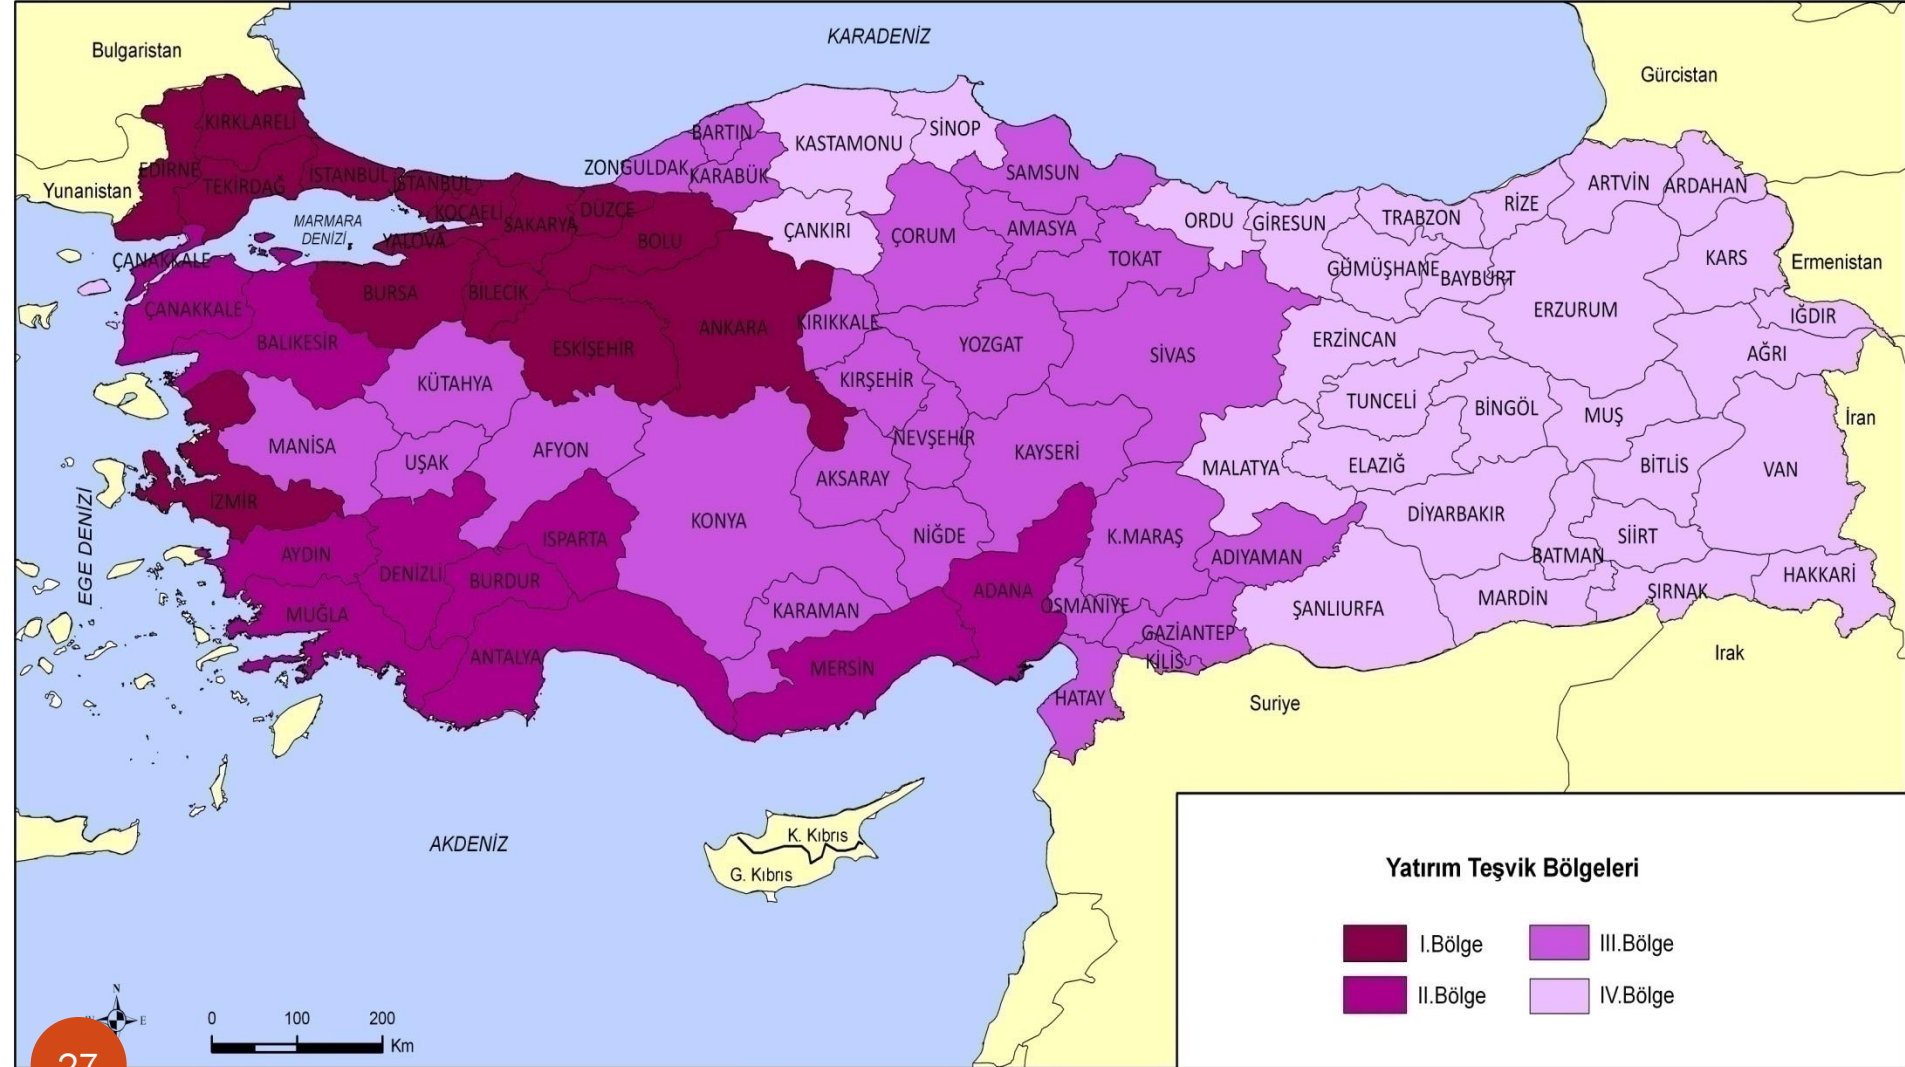 Bulgaristan
KARADENİZ
Gürcistan
KIRKLARELİ
BARTIN
KASTAMONU
SİNOP
EDİRNE
TEKİRDAĞ
İSTANBUL
İSTANBUL
ZONGULDAK
KARABÜK
SAMSUN
ARTVİN
ARDAHAN
Yunanistan
MARMARA
DENİZİ
KOCAELİ
SAKARYA
DÜZCE
BOLU
YALOVA
ÇANKIRI
ÇORUM
AMASYA
ORDU
GİRESUN
TRABZON
RİZE
ÇANAKKALE
TOKAT
GÜMÜŞHANE
BAYBURT
KARS
Ermenistan
ÇANAKKALE
BURSA
BİLECİK
ANKARA
KIRIKKALE
ERZURUM
IĞDIR
BALIKESİR
ESKİŞEHİR
YOZGAT
SİVAS
ERZİNCAN
AĞRI
KÜTAHYA
KIRŞEHİR
TUNCELİ
BİNGÖL
MUŞ
İran
MANİSA
UŞAK
AFYON
NEVŞEHİR
KAYSERİ
MALATYA
ELAZIĞ
BİTLİS
VAN
AKSARAY
İZMİR
EGE DENİZİ
KONYA
NİĞDE
K.MARAŞ
DİYARBAKIR
SİİRT
AYDIN
DENİZLİ
ISPARTA
BURDUR
ADIYAMAN
BATMAN
HAKKARİ
MUĞLA
KARAMAN
ADANA
OSMANİYE
ŞANLIURFA
MARDİN
ŞIRNAK
ANTALYA
MERSİN
GAZİANTEP
KİLİS
HATAY
Suriye
Irak
AKDENİZ
K. Kıbrıs
G. Kıbrıs
Yatırım Teşvik Bölgeleri
I.Bölge
III.Bölge
II.Bölge
IV.Bölge
N
E
0 100 200
Km
27